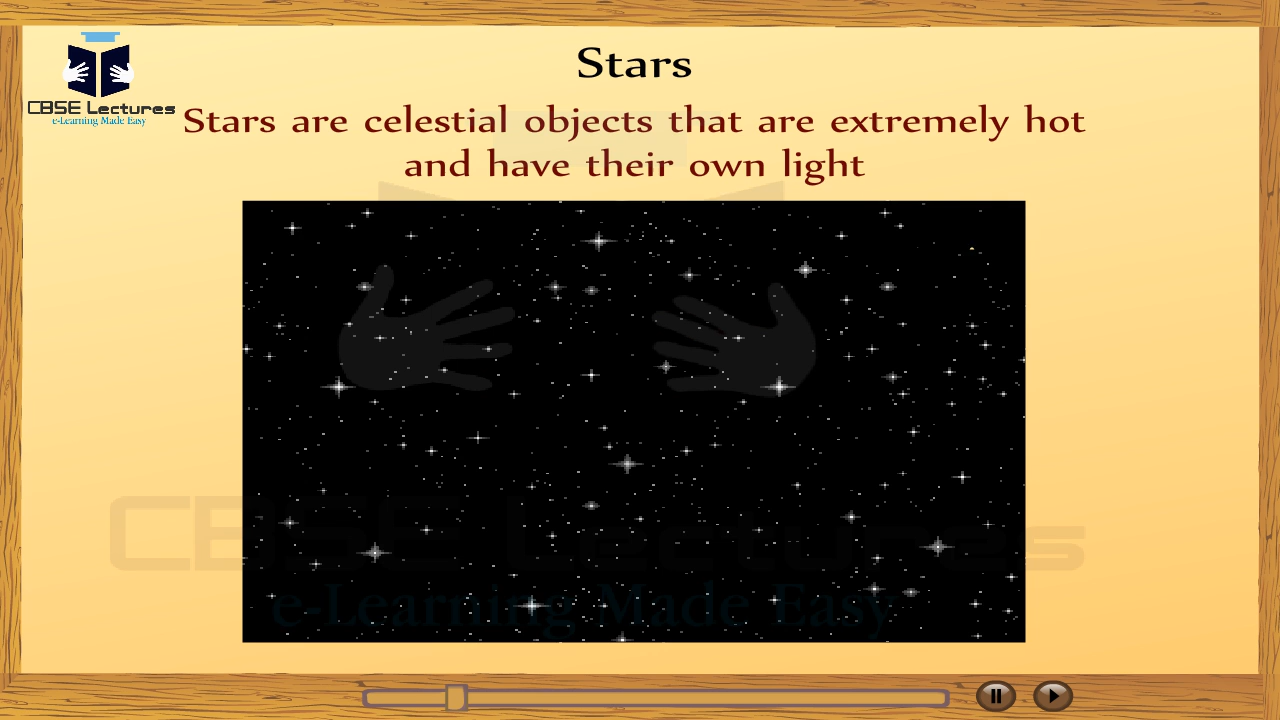 Stars
CBSE Lectures
e-Learning Made Easy
Stars are celestial objects that are extremely hot
and have their own light
CBSE Lectures
e-Learning Made Easy